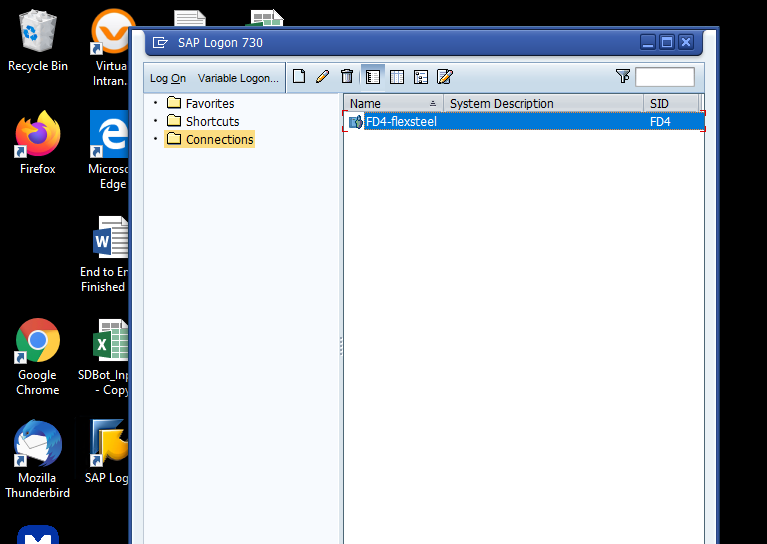 SAP Logon 730
Log On Variable Logon...
Favorites
Shortcuts
Connections
Name System Description SID
FD4-flexsteel FD4
Recycle Bin
Virtua
Intran.
Firefox
Microso
Edge
W
End to En
Finished
X
Google
Chrome
SDBot_Inp
- Copy
Mozilla
Thunderbird
SAP Log